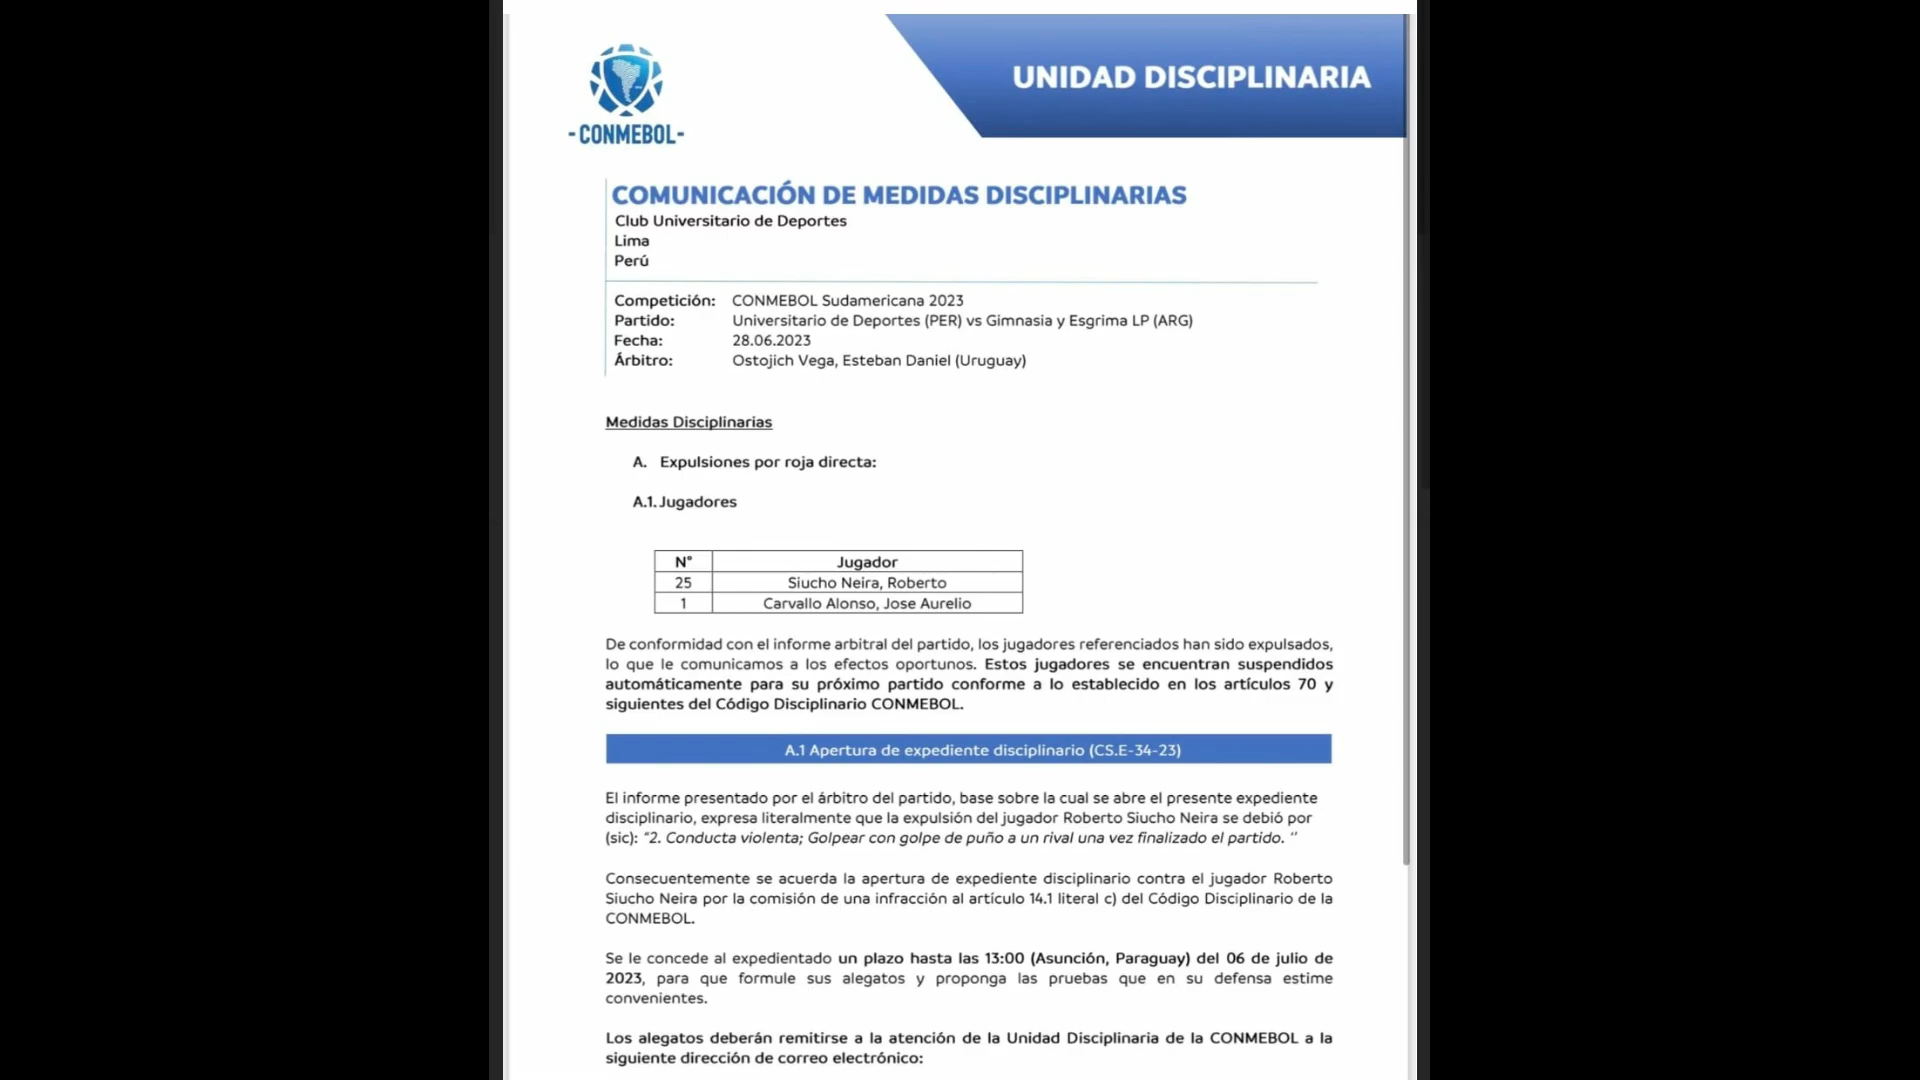 UNIDAD DISCIPLINARIA
-CONMEBOL-
COMUNICACIÓN DE MEDIDAS DISCIPLINARIAS
Club Universitario de Deportes
Lima
Perú
Competición: CONMEBOL Sudamericana 2023
Partido: Universitario de Deportes (PER) vs Gimnasia y Esgrima LP (ARG)
Fecha: 28.06.2023
Árbitro: Ostojich Vega, Esteban Daniel (Uruguay)
Medidas Disciplinarias
A. Expulsiones por roja directa:
A.1. Jugadores
N° Jugador
25 Siucho Neira, Roberto
1 Carvallo Alonso, Jose Aurelio
De conformidad con el informe arbitral del partido, los jugadores referenciados han sido expulsados,
lo que le comunicamos a los efectos oportunos. Estos jugadores se encuentran suspendidos
automáticamente para su próximo partido conforme a lo establecido en los artículos 70 y
siguientes del Código Disciplinario CONMEBOL.
A.1 Apertura de expediente disciplinario (CS.E-34-23)
El informe presentado por el árbitro del partido, base sobre la cual se abre el presente expediente
disciplinario, expresa literalmente que la expulsión del jugador Roberto Siucho Neira se debió por
(sic): “2. Conducta violenta; Golpear con golpe de puño a un rival una vez finalizado el partido. ‘’
Consecuentemente se acuerda la apertura de expediente disciplinario contra el jugador Roberto
Siucho Neira por la comisión de una infracción al artículo 14.1 literal c) del Código Disciplinario de la
CONMEBOL.
Se le concede al expedientado un plazo hasta las 13:00 (Asunción, Paraguay) del 06 de julio de
2023, para que formule sus alegatos y proponga las pruebas que en su defensa estime
convenientes.
Los alegatos deberán remitirse a la atención de la Unidad Disciplinaria de la CONMEBOL a la
siguiente dirección de correo electrónico: